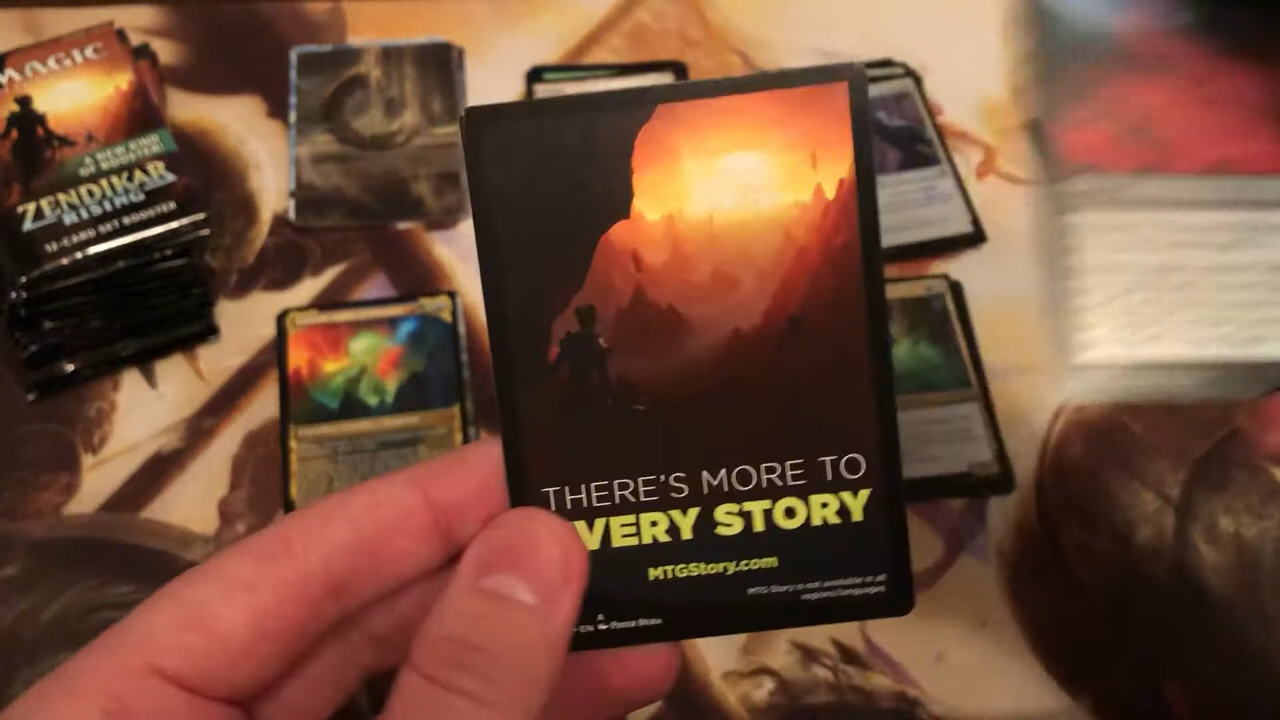 MAGIC
A NEW KIND
OF BOOSTER!
ZENDIKAR
RISING
12-CARD SET BOOSTER
THERE'S MORE TO
VERY STORY
MTGStory.com
MTG Story is not available in all
regions/languages
EN